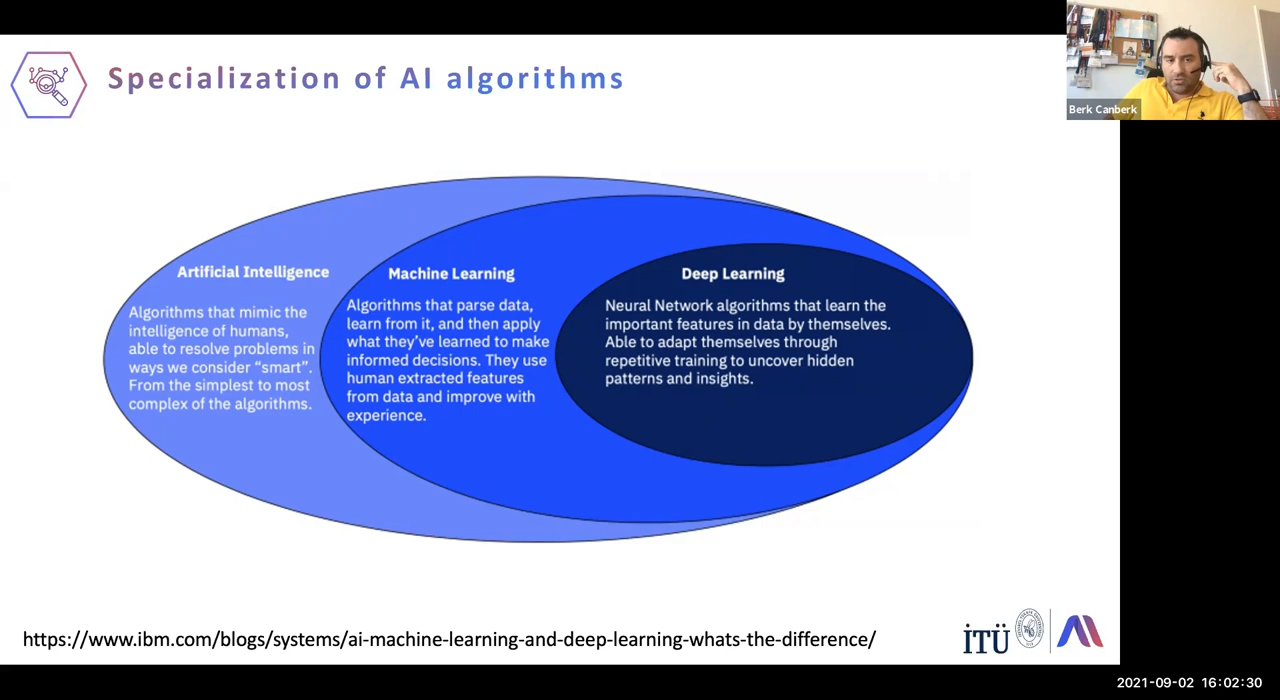 Specialization of AI algorithms
Berk Canberk
Artificial Intelligence
Algorithms that mimic the
intelligence of humans,
able to resolve problems in
ways we consider “smart”.
From the simplest to most
complex of the algorithms.
Machine Learning
Algorithms that parse data,
learn from it, and then apply
what they’ve learned to make
informed decisions. They use
human extracted features
from data and improve with
experience.
Deep Learning
Neural Network algorithms that learn the
important features in data by themselves.
Able to adapt themselves through
repetitive training to uncover hidden
patterns and insights.
https://www.ibm.com/blogs/systems/ai-machine-learning-and-deep-learning-whats-the-difference/
İTÜ
2021-09-02 16:02:30